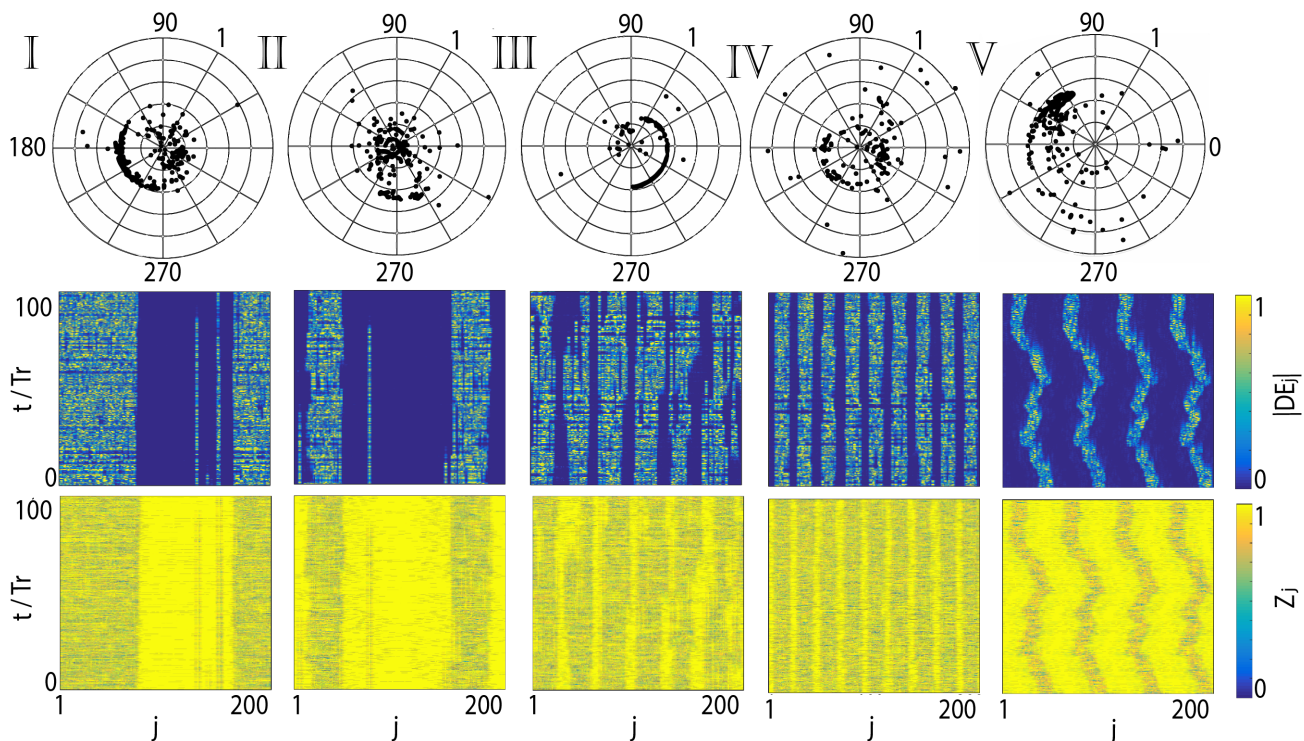 I II III IV V
90 1 90 1 90 1 90 1 90 1
180 0
270 270 270 270 270
100 1
t / Tr |DEj|
0 0
100 1
t / Tr Zj
0 0
1 200 1 200 1 200 1 200 1 200
j j j j j